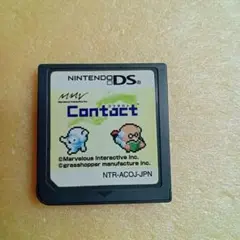 NINTENDO DS
MMV
Contact
©Marvelous Interactive Inc.
©grasshopper manufacture inc.
NTR-ACOJ-JPN